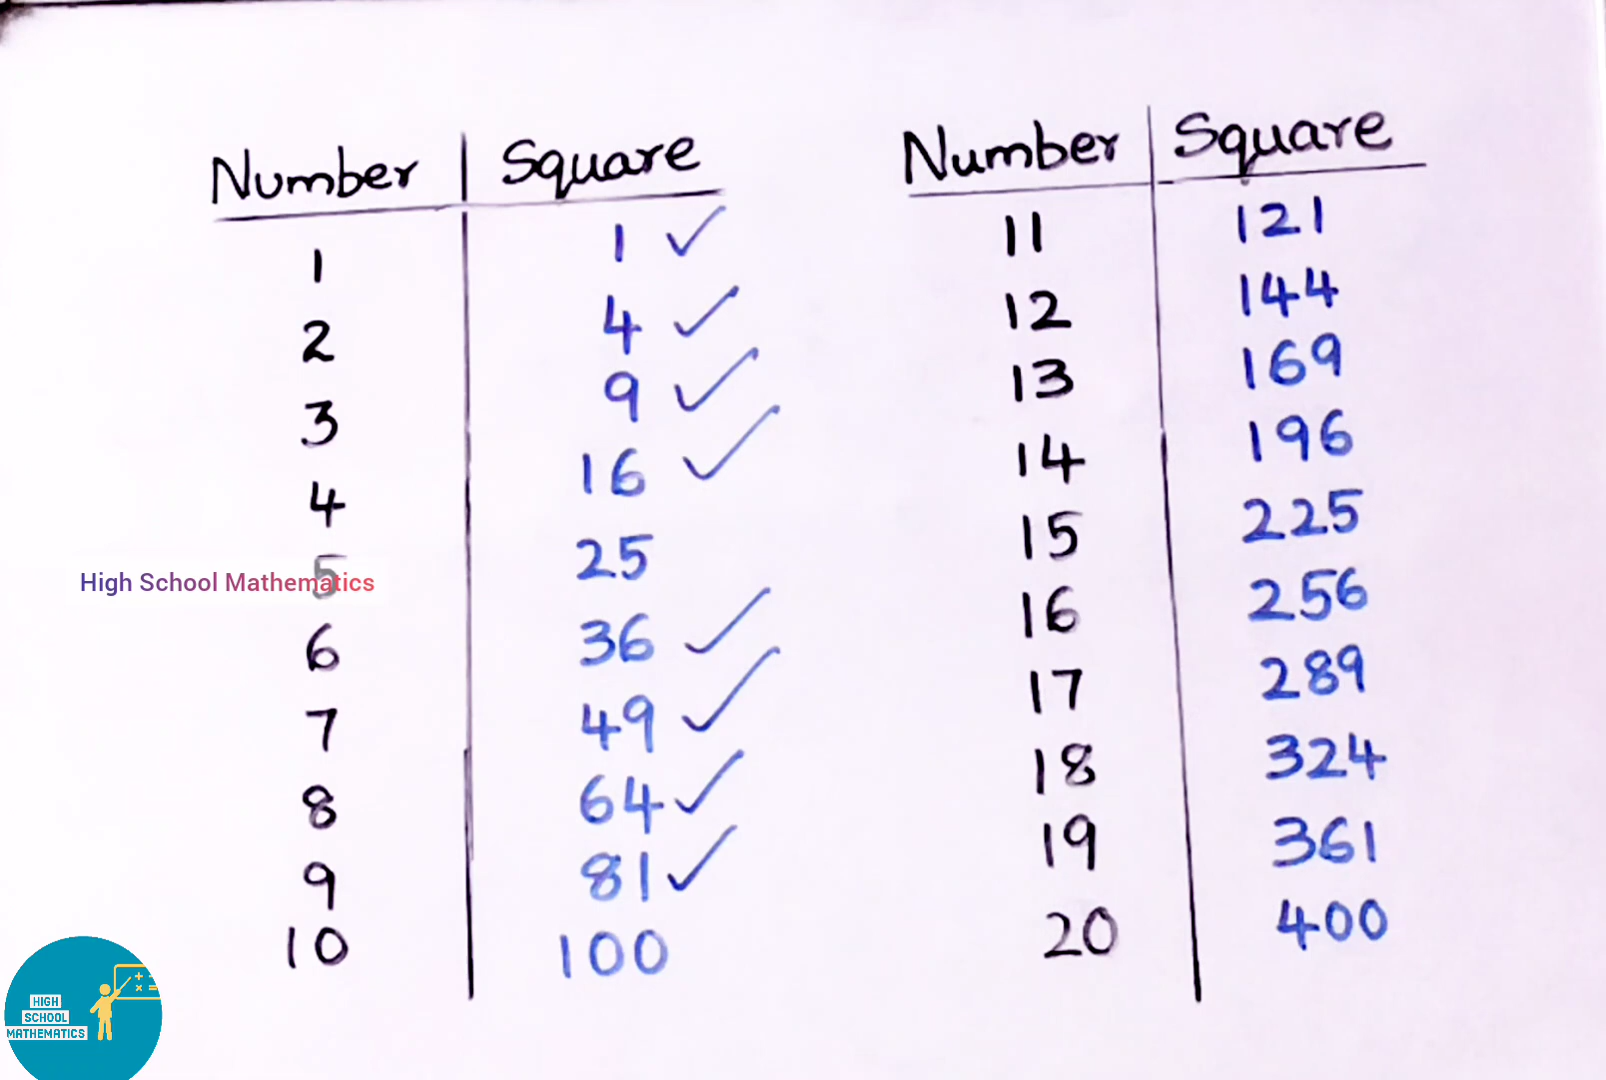 Number Square
1 1 ✓
2 4 ✓
3 9 ✓
4 16 ✓
5 25
6 36 ✓
7 49 ✓
8 64 ✓
9 81 ✓
10 100
Number Square
11 121
12 144
13 169
14 196
15 225
16 256
17 289
18 324
19 361
20 400
High School Mathematics
HIGH
SCHOOL
MATHEMATICS